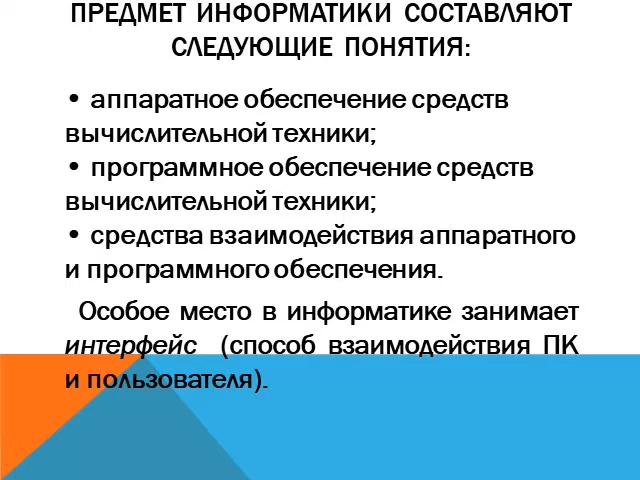 ПРЕДМЕТ ИНФОРМАТИКИ СОСТАВЛЯЮТ
СЛЕДУЮЩИЕ ПОНЯТИЯ:
• аппаратное обеспечение средств
вычислительной техники;
• программное обеспечение средств
вычислительной техники;
• средства взаимодействия аппаратного
и программного обеспечения.
Особое место в информатике занимает
интерфейс (способ взаимодействия ПК
и пользователя).